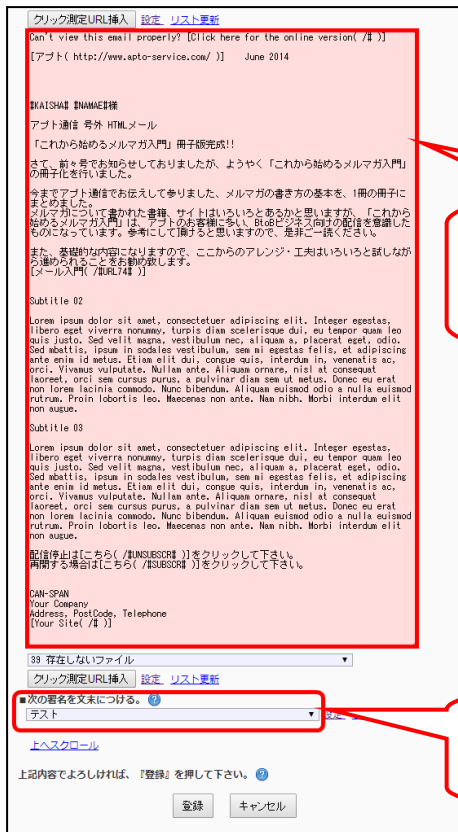 クリック測定URL挿入 設定 リスト更新
Can't view this email properly? [Click here for the online version( /# )]
[アプト( http://www.apto-service.com/ )] June 2014
#KAISHA# #NAMAE#様
アプト通信 号外 HTMLメール
「これから始めるメルマガ入門」冊子版完成!!
さて、前々号でお知らせしておりましたが、ようやく「これから始めるメルマガ入門」
の冊子化を行いました。
今までアプト通信でお伝えして参りました、メルマガの書き方の基本を、1冊の冊子に
まとめました。
メルマガについて書かれた書籍、サイトはいろいろとあるかと思いますが、「これから
始めるメルマガ入門」は、アプトのお客様に多い、BtoBビジネス向けの配信を意識した
ものになっています。参考にして頂けると思いますので、是非ご一読ください。
また、基礎的な内容になりますので、ここからのアレンジ・工夫はいろいろと試しなが
ら進められることをお勧め致します。
[メール入門( /#URL74# )]
Subtitle 02
Lorem ipsum dolor sit amet, consectetuer adipiscing elit. Integer egestas,
libero eget viverra nonummy, turpis diam scelerisque dui, eu tempor quam leo
quis justo. Sed velit magna, vestibulum nec, aliquam a, placerat eget, odio.
Sed mbattis, ipsum in sodales vestibulum, sem mi egestas felis, et adipiscing
ante enim id metus. Etiam elit dui, congue quis, interdum in, venenatis ac,
orci. Vivamus vulputate. Nullam ante. Aliquam ornare, nisl at consequat
laoreet, orci sem cursus purus, a pulvinar diam sem ut metus. Donec eu erat
non lorem lacinia commodo. Nunc bibendum. Aliquam euismod odio a nulla euismod
rutrum. Proin lobortis leo. Maecenas non ante. Nam nibh. Morbi interdum elit
non augue.
Subtitle 03
Lorem ipsum dolor sit amet, consectetuer adipiscing elit. Integer egestas,
libero eget viverra nonummy, turpis diam scelerisque dui, eu tempor quam leo
quis justo. Sed velit magna, vestibulum nec, aliquam a, placerat eget, odio.
Sed mbattis, ipsum in sodales vestibulum, sem mi egestas felis, et adipiscing
ante enim id metus. Etiam elit dui, congue quis, interdum in, venenatis ac,
orci. Vivamus vulputate. Nullam ante. Aliquam ornare, nisl at consequat
laoreet, orci sem cursus purus, a pulvinar diam sem ut metus. Donec eu erat
non lorem lacinia commodo. Nunc bibendum. Aliquam euismod odio a nulla euismod
rutrum. Proin lobortis leo. Maecenas non ante. Nam nibh. Morbi interdum elit
non augue.
配信停止は[こちら( /#UNSUBSCR# )]をクリックして下さい。
再開する場合は[こちら( /#SUBSCR# )]をクリックして下さい。
CAN-SPAN
Your Company
Address, PostCode, Telephone
[Your Site( /# )]
39 存在しないファイル
クリック測定URL挿入 設定 リスト更新
■次の署名を文末につける。
テスト 設定
上へスクロール
上記内容でよろしければ、『登録』を押して下さい。
登録 キャンセル